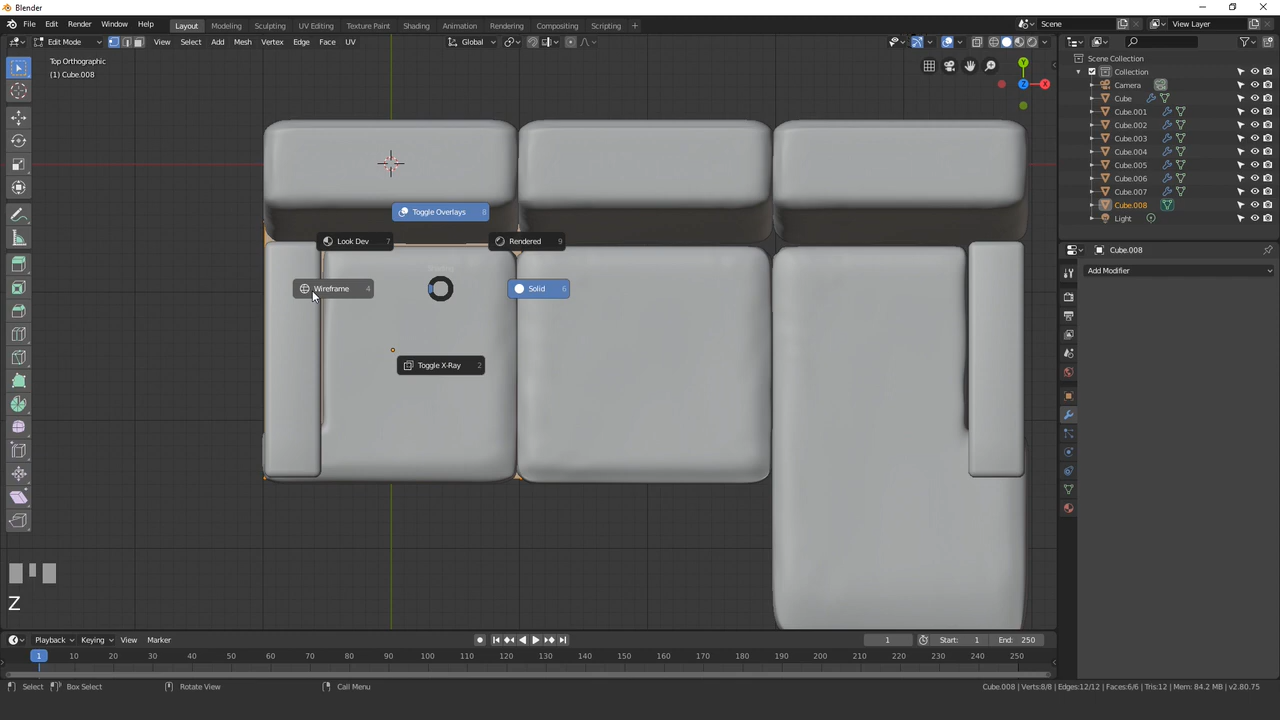 Blender
File Edit Render Window Help
Layout Modeling Sculpting UV Editing Texture Paint Shading Animation Rendering Compositing Scripting +
Scene
View Layer
Edit Mode View Select Add Mesh Vertex Edge Face UV
Global
Top Orthographic
(1) Cube.008
Y
Z
X
Scene Collection
Collection
Camera
Cube
Cube.001
Cube.002
Cube.003
Cube.004
Cube.005
Cube.006
Cube.007
Cube.008
Light
Cube.008
Add Modifier
Toggle Overlays 8
Look Dev 7
Rendered 9
Wireframe 4
Solid 6
Toggle X-Ray 2
Z
Playback Keying View Marker
1 Start: 1 End: 250
1 10 20 30 40 50 60 70 80 90 100 110 120 130 140 150 160 170 180 190 200 210 220 230 240 250
Select Box Select Rotate View Call Menu
Cube.008 | Verts:8/8 | Edges:12/12 | Faces:6/6 | Tris:12 | Mem: 84.2 MB | v2.80.75